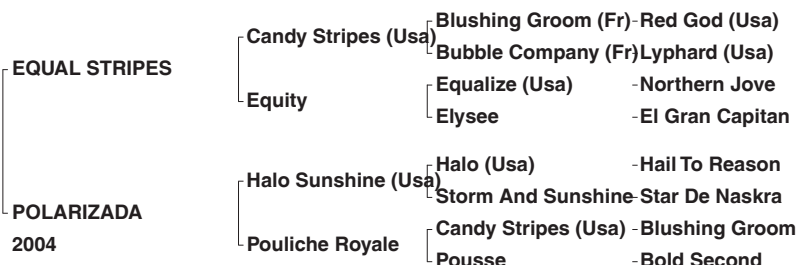 Blushing Groom (Fr) Red God (Usa)
Candy Stripes (Usa)
Bubble Company (Fr) Lyphard (Usa)
EQUAL STRIPES
Equalize (Usa) Northern Jove
Equity
Elysee El Gran Capitan
Halo (Usa) Hail To Reason
Halo Sunshine (Usa)
Storm And Sunshine Star De Naskra
POLARIZADA
Candy Stripes (Usa) Blushing Groom
2004 Pouliche Royale
Pousse Bold Second